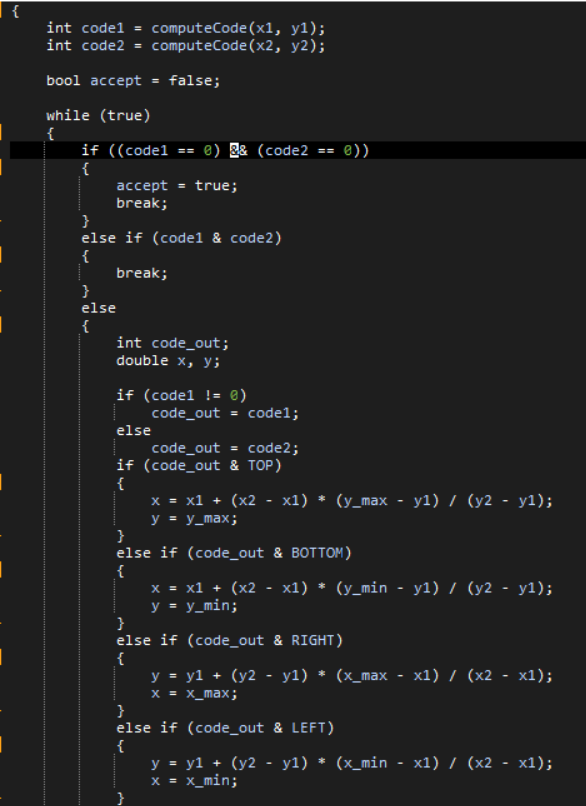 {
int code1 = computeCode(x1, y1);
int code2 = computeCode(x2, y2);
bool accept = false;
while (true)
{
if ((code1 == 0) && (code2 == 0))
{
accept = true;
break;
}
else if (code1 & code2)
{
break;
}
else
{
int code_out;
double x, y;
if (code1 != 0)
code_out = code1;
else
code_out = code2;
if (code_out & TOP)
{
x = x1 + (x2 - x1) * (y_max - y1) / (y2 - y1);
y = y_max;
}
else if (code_out & BOTTOM)
{
x = x1 + (x2 - x1) * (y_min - y1) / (y2 - y1);
y = y_min;
}
else if (code_out & RIGHT)
{
y = y1 + (y2 - y1) * (x_max - x1) / (x2 - x1);
x = x_max;
}
else if (code_out & LEFT)
{
y = y1 + (y2 - y1) * (x_min - x1) / (x2 - x1);
x = x_min;
}